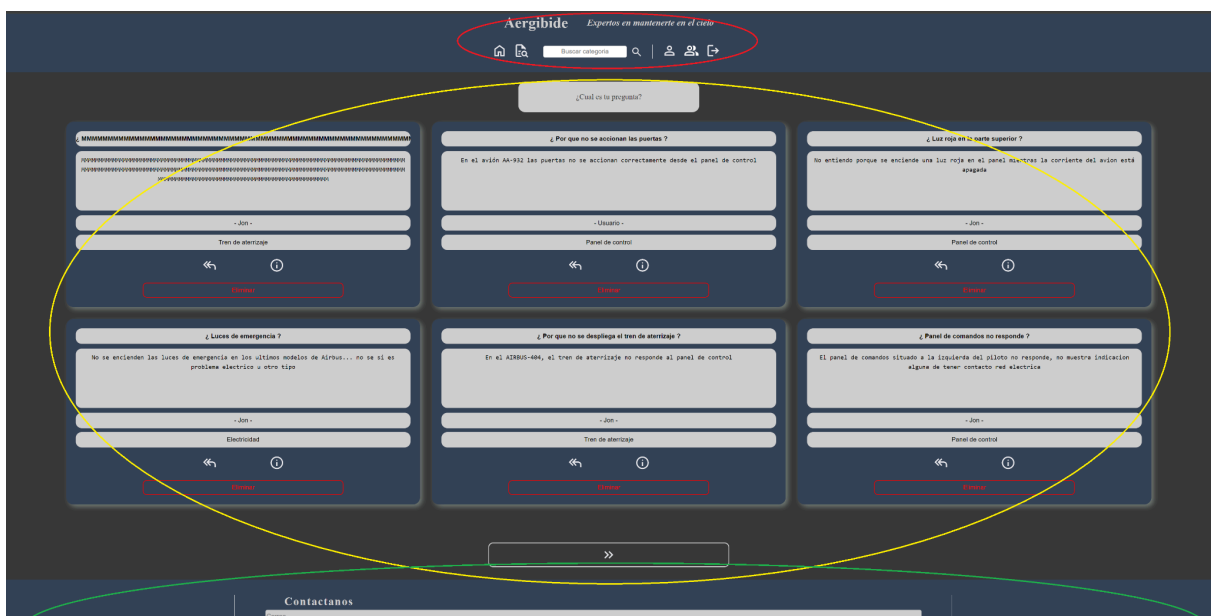 Aergibide Expertos en mantenerte en el cielo
Buscar categoria
¿Cual es tu pregunta?
¿ Por que no se accionan las puertas ?
En el avión AA-932 las puertas no se accionan correctamente desde el panel de control
- Usuario -
Panel de control
¿ Luz roja en la parte superior ?
No entiendo porque se enciende una luz roja en el panel mientras la corriente del avion está
apagada
- Jon -
Panel de control
- Jon -
Tren de aterrizaje
¿ Luces de emergencia ?
No se encienden las luces de emergencia en los ultimos modelos de Airbus... no se si es
problema electrico u otro tipo
- Jon -
Electricidad
¿ Por que no se despliega el tren de aterrizaje ?
En el AIRBUS-404, el tren de aterrizaje no responde al panel de control
- Jon -
Tren de aterrizaje
¿ Panel de comandos no responde ?
El panel de comandos situado a la izquierda del piloto no responde, no muestra indicacion
alguna de tener contacto red electrica
- Jon -
Panel de control
Contactanos